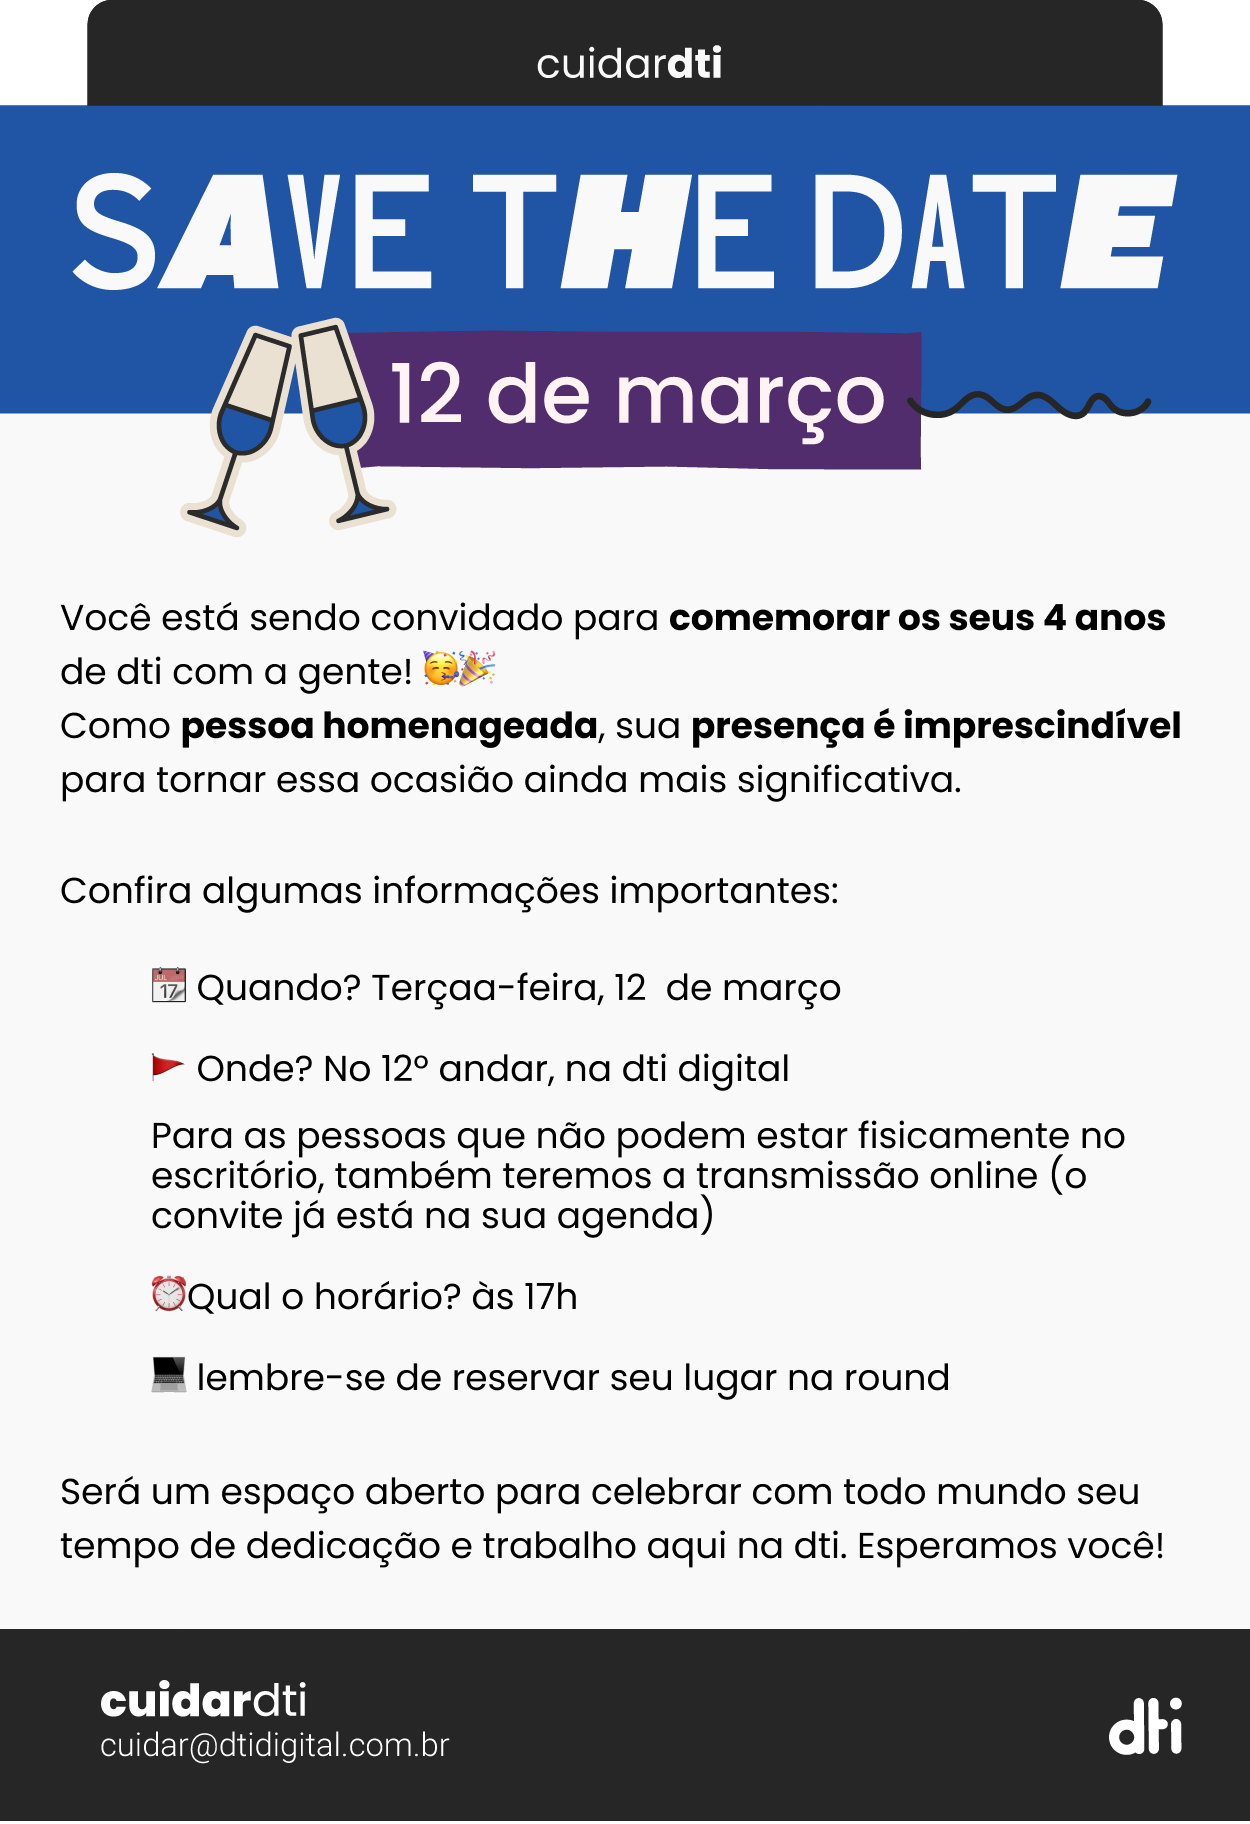 cuidardti
SAVE THE DATE
12 de março
Você está sendo convidado para comemorar os seus 4 anos
de dti com a gente! 🥳🎉
Como pessoa homenageada, sua presença é imprescindível
para tornar essa ocasião ainda mais significativa.
Confira algumas informações importantes:
📆 Quando? Terçaa-feira, 12  de março
🚩 Onde? No 12º andar, na dti digital
Para as pessoas que não podem estar fisicamente no
escritório, também teremos a transmissão online (o
convite já está na sua agenda)
⏰Qual o horário? às 17h
💻 lembre-se de reservar seu lugar na round
Será um espaço aberto para celebrar com todo mundo seu
tempo de dedicação e trabalho aqui na dti. Esperamos você!
cuidardti
cuidar@dtidigital.com.br
dti